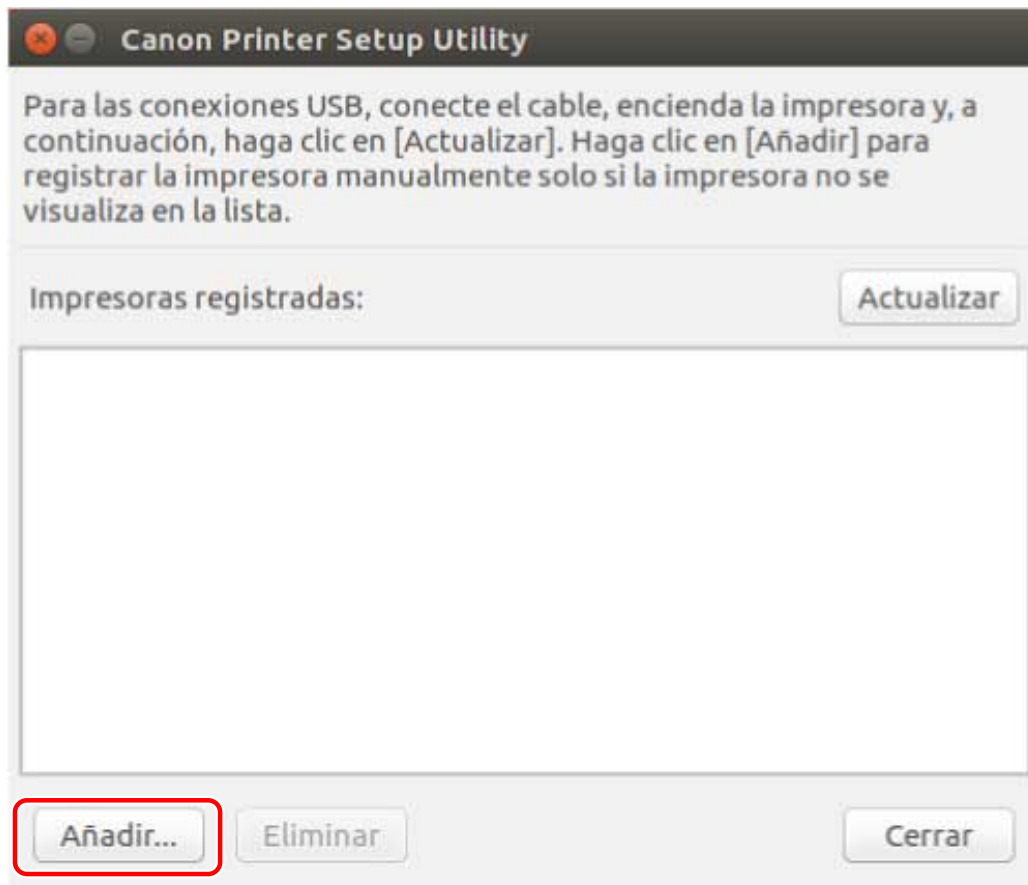 Canon Printer Setup Utility
Para las conexiones USB, conecte el cable, encienda la impresora y, a
continuación, haga clic en [Actualizar]. Haga clic en [Añadir] para
registrar la impresora manualmente solo si la impresora no se
visualiza en la lista.
Impresoras registradas:
Actualizar
Añadir...
Eliminar
Cerrar